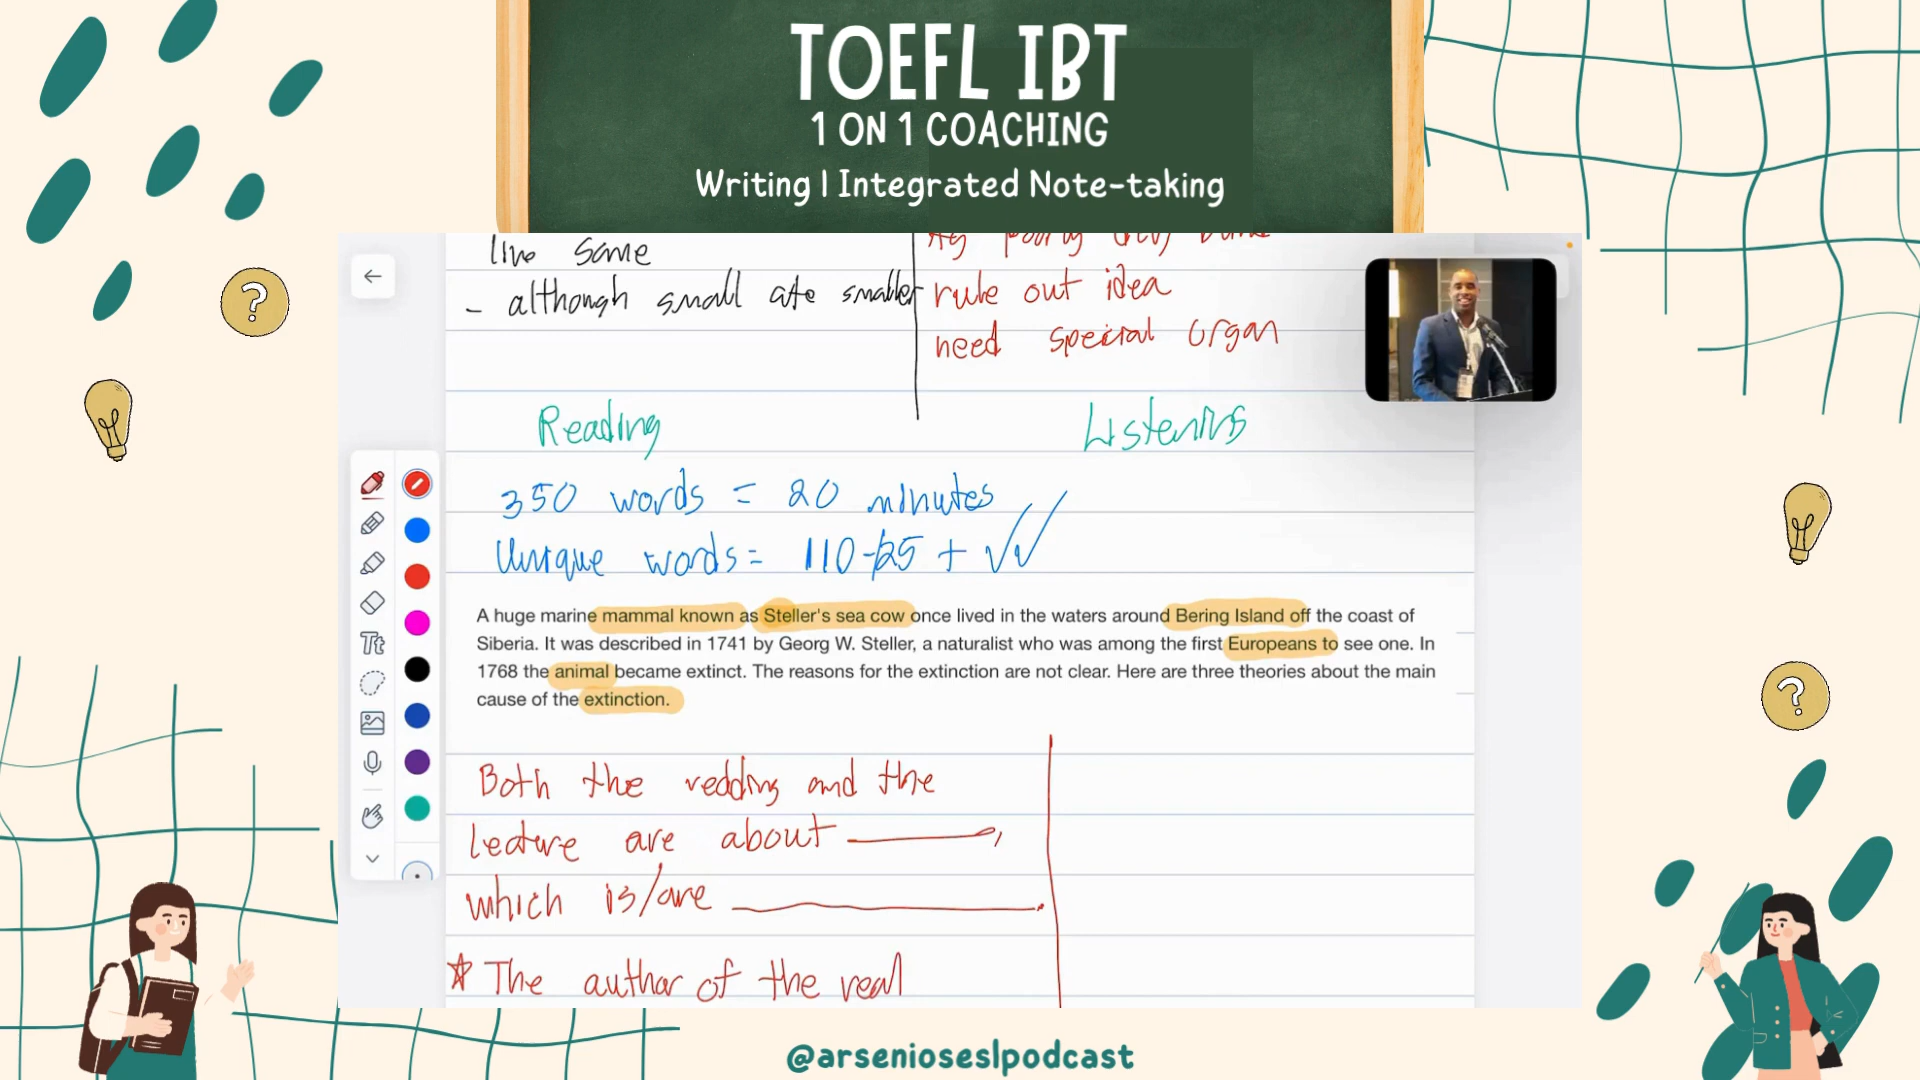 TOEFL IBT
1 ON 1 COACHING
Writing | Integrated Note-taking
live same
- although small ate smaller
rule out idea
need special organ
Reading
Listening
350 words = 20 minutes
Unique words = 110-125 +
A huge marine mammal known as Steller's sea cow once lived in the waters around Bering Island off the coast of
Siberia. It was described in 1741 by Georg W. Steller, a naturalist who was among the first Europeans to see one. In
1768 the animal became extinct. The reasons for the extinction are not clear. Here are three theories about the main
cause of the extinction.
Both the reading and the
lecture are about ______,
which is/are ______.
The author of the read
Tt
@arsenioseslpodcast